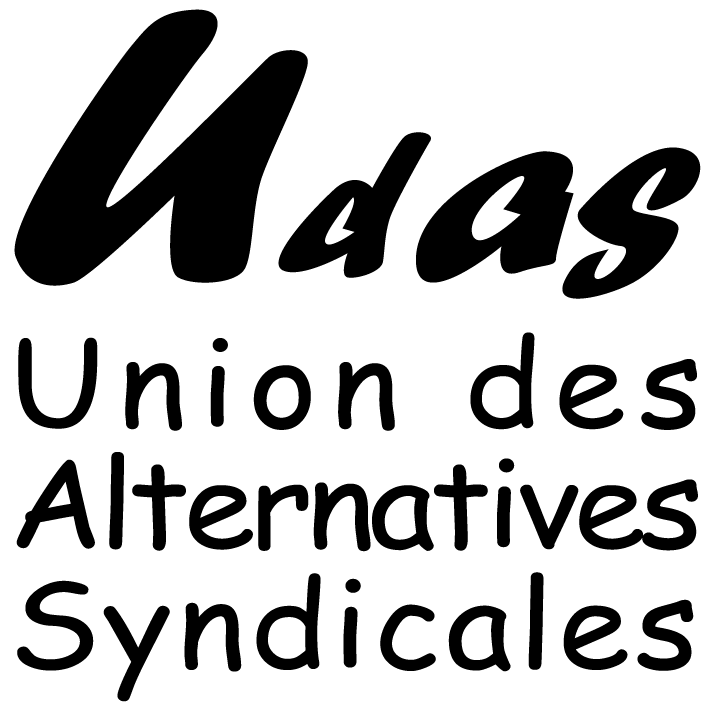 Udas
Union des
Alternatives
Syndicales